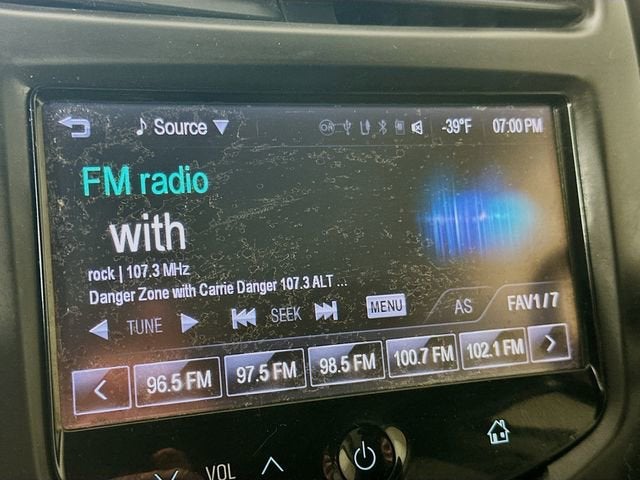 Source -39°F 07:00 PM
FM radio
with
rock | 107.3 MHz
Danger Zone with Carrie Danger 107.3 ALT ...
TUNE SEEK MENU AS FAV1/7
96.5 FM 97.5 FM 98.5 FM 100.7 FM 102.1 FM
VOL